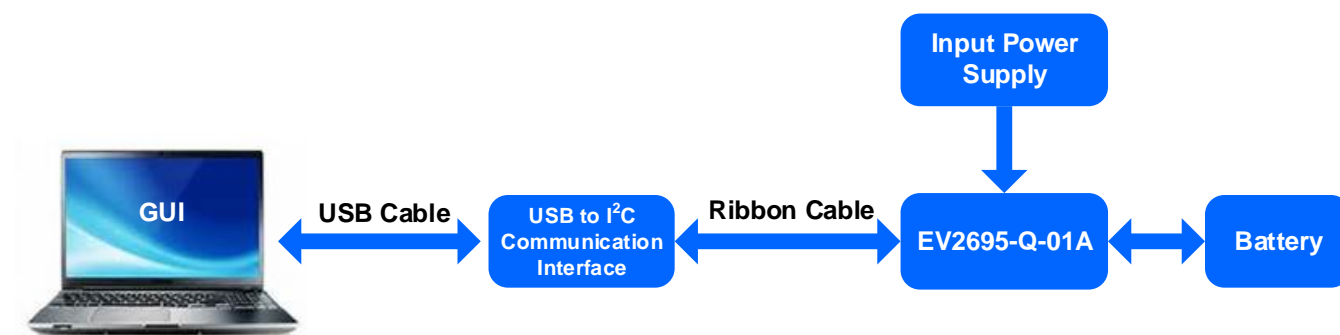 Input Power
Supply
GUI
USB Cable
USB to I²C
Communication
Interface
Ribbon Cable
EV2695-Q-01A
Battery